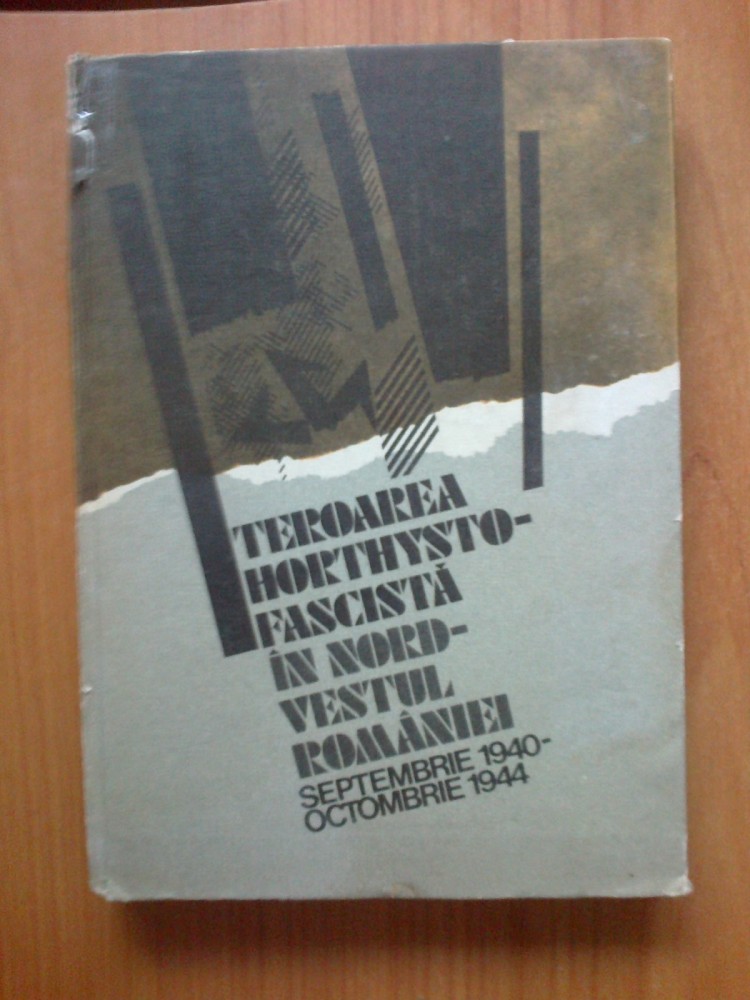 TEROAREA
HORTHYSTO-
FASCISTĂ
ÎN NORD-
VESTUL
ROMÂNIEI
SEPTEMBRIE 1940-
OCTOMBRIE 1944